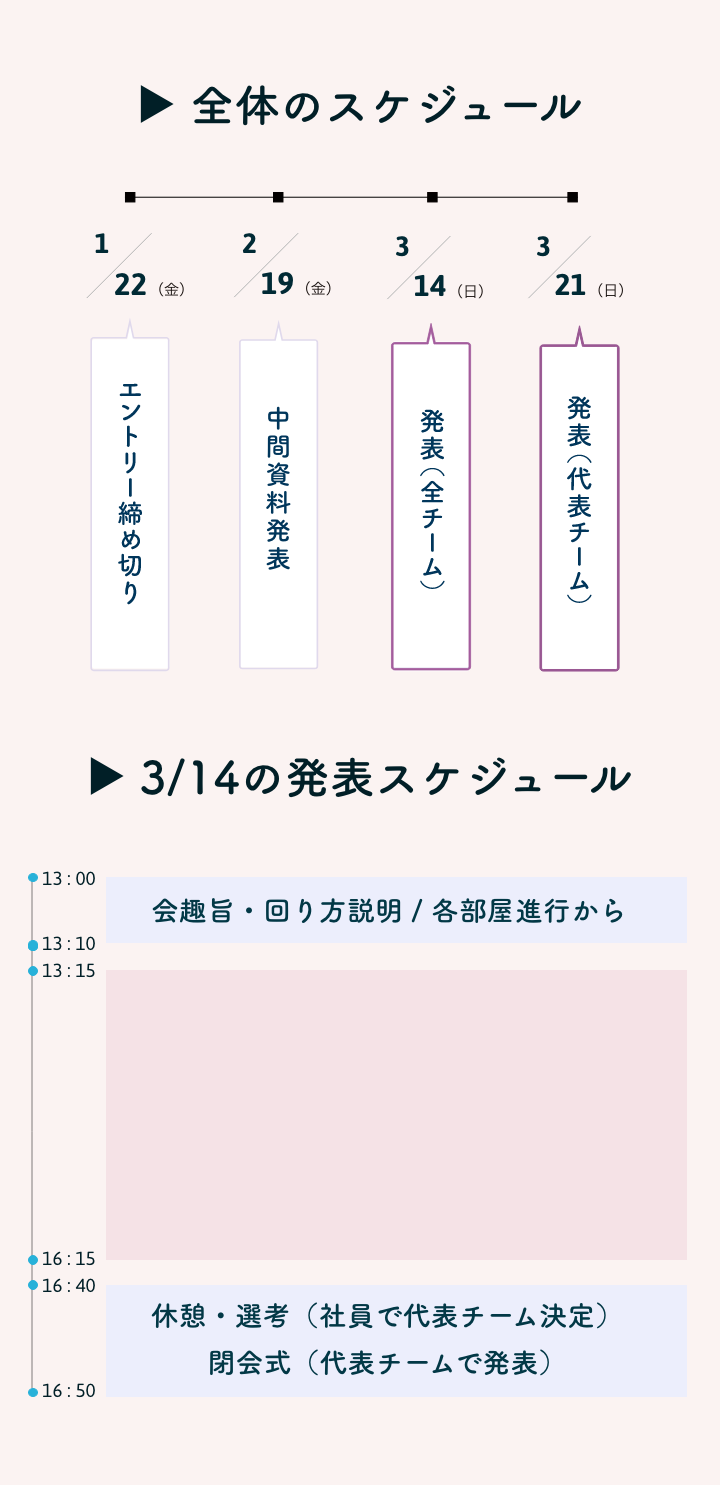 ▶ 全体のスケジュール
1/22（金）
エントリー締め切り
2/19（金）
中間資料発表
3/14（日）
発表（全チーム）
3/21（日）
発表（代表チーム）
▶ 3/14の発表スケジュール
13:00
会趣旨・回り方説明 / 各部屋進行から
13:10
13:15
16:15
16:40
休憩・選考（社員で代表チーム決定）
閉会式（代表チームで発表）
16:50